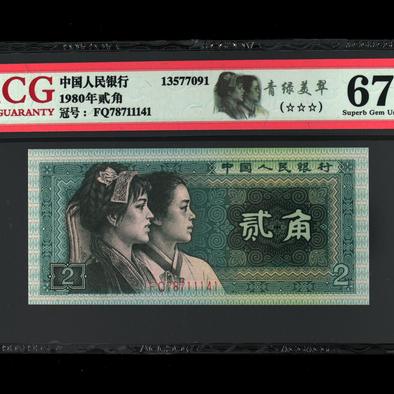 CG
GUARANTY
中国人民银行
1980年贰角
冠号：FQ78711141
13577091
青绿美翠
(☆☆☆)
67
Superb Gem Un
中国人民银行
贰角
2
2
FQ78711141